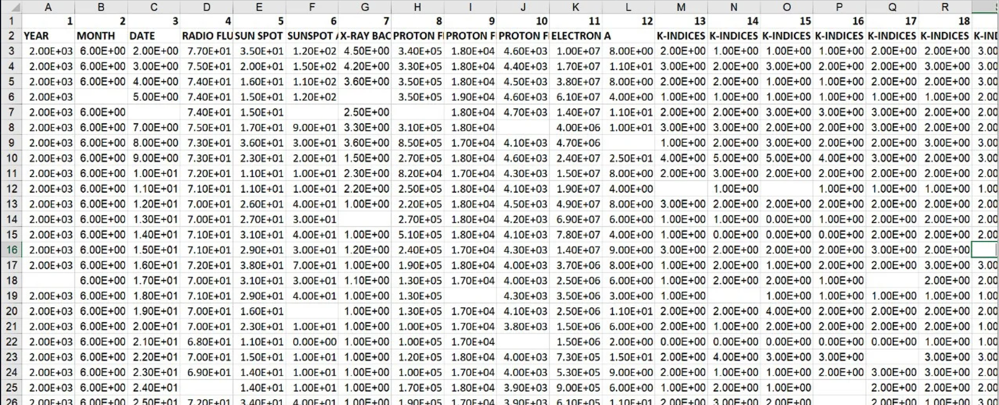 A B C D E F G H I J K L M N O P Q R
1 1 2 3 4 5 6 7 8 9 10 11 12 13 14 15 16 17 18
2 YEAR MONTH DATE RADIO FLU SUN SPOT SUNSPOT X-RAY BAC PROTON F PROTON F PROTON F ELECTRON A K-INDICES K-INDICES K-INDICES K-INDICES K-INDICES K-INDICES K-IND
3 2.00E+03 6.00E+00 2.00E+00 7.70E+01 3.50E+01 1.20E+02 4.50E+00 3.40E+05 1.80E+04 4.60E+03 1.00E+07 8.00E+00 2.00E+00 1.00E+00 1.00E+00 1.00E+00 2.00E+00 2.00E+00 3.00
4 2.00E+03 6.00E+00 3.00E+00 7.50E+01 2.00E+01 1.50E+02 4.20E+00 3.30E+05 1.80E+04 4.40E+03 1.70E+07 1.10E+01 3.00E+00 2.00E+00 3.00E+00 2.00E+00 2.00E+00 3.00E+00 3.00
5 2.00E+03 6.00E+00 4.00E+00 7.40E+01 1.60E+01 1.10E+02 3.60E+00 3.50E+05 1.80E+04 4.50E+03 3.80E+07 8.00E+00 2.00E+00 2.00E+00 1.00E+00 1.00E+00 2.00E+00 3.00E+00 2.00
6 2.00E+03 5.00E+00 7.40E+01 1.50E+01 1.20E+02 3.50E+05 1.90E+04 4.60E+03 6.10E+07 4.00E+00 1.00E+00 1.00E+00 1.00E+00 1.00E+00 1.00E+00 1.00E+00 2.00
7 2.00E+03 6.00E+00 7.40E+01 1.50E+01 2.50E+00 1.80E+04 4.70E+03 1.40E+07 1.10E+01 2.00E+00 2.00E+00 3.00E+00 3.00E+00 3.00E+00 2.00E+00 2.00
8 2.00E+03 6.00E+00 7.00E+00 7.50E+01 1.70E+01 9.00E+01 3.30E+00 3.10E+05 1.80E+04 4.00E+06 1.00E+01 3.00E+00 3.00E+00 2.00E+00 2.00E+00 3.00E+00 2.00E+00 2.00
9 2.00E+03 6.00E+00 8.00E+00 7.30E+01 3.60E+01 3.00E+01 3.60E+00 8.50E+05 1.70E+04 4.10E+03 4.70E+06 1.00E+00 2.00E+00 3.00E+00 2.00E+00 2.00E+00 3.00E+00 3.00
10 2.00E+03 6.00E+00 9.00E+00 7.30E+01 2.30E+01 2.00E+01 1.50E+00 2.70E+05 1.80E+04 4.60E+03 2.40E+07 2.50E+01 4.00E+00 5.00E+00 5.00E+00 4.00E+00 3.00E+00 2.00E+00 3.00
11 2.00E+03 6.00E+00 1.00E+01 7.20E+01 1.10E+01 1.00E+01 2.30E+00 8.20E+04 1.70E+04 4.30E+03 1.50E+07 8.00E+00 2.00E+00 3.00E+00 2.00E+00 2.00E+00 2.00E+00 2.00E+00 2.00
12 2.00E+03 6.00E+00 1.10E+01 7.10E+01 1.10E+01 1.00E+01 2.20E+00 2.50E+05 1.80E+04 4.10E+03 1.90E+07 4.00E+00 1.00E+00 1.00E+00 1.00E+00 1.00E+00 1.00
13 2.00E+03 6.00E+00 1.20E+01 7.00E+01 2.60E+01 4.00E+01 1.00E+00 2.20E+05 1.80E+04 4.50E+03 4.90E+07 8.00E+00 3.00E+00 2.00E+00 2.00E+00 2.00E+00 2.00E+00 2.00E+00 2.00
14 2.00E+03 6.00E+00 1.30E+01 7.00E+01 2.70E+01 3.00E+01 2.70E+05 1.80E+04 4.20E+03 6.90E+07 6.00E+00 1.00E+00 1.00E+00 0.00E+00 1.00E+00 2.00E+00 2.00E+00 2.00
15 2.00E+03 6.00E+00 1.40E+01 7.10E+01 3.10E+01 4.00E+01 1.00E+00 5.10E+05 1.80E+04 4.10E+03 7.80E+07 4.00E+00 1.00E+00 0.00E+00 0.00E+00 0.00E+00 2.00E+00 2.00E+00 2.00
16 2.00E+03 6.00E+00 1.50E+01 7.10E+01 2.90E+01 3.00E+01 1.20E+00 2.40E+05 1.70E+04 4.30E+03 1.40E+07 9.00E+00 3.00E+00 2.00E+00 2.00E+00 2.00E+00 3.00E+00 2.00E+00
17 2.00E+03 6.00E+00 1.60E+01 7.20E+01 3.80E+01 7.00E+01 1.00E+00 1.90E+05 1.80E+04 4.00E+03 3.70E+06 8.00E+00 1.00E+00 2.00E+00 1.00E+00 2.00E+00 2.00E+00 3.00E+00 3.00
18 6.00E+00 1.70E+01 7.00E+01 3.10E+01 3.00E+01 1.10E+00 1.30E+05 1.70E+04 4.00E+03 2.50E+06 6.00E+00 1.00E+00 2.00E+00 2.00E+00 1.00E+00 2.00E+00 2.00
19 2.00E+03 6.00E+00 1.80E+01 7.10E+01 2.90E+01 4.00E+01 1.00E+00 1.30E+05 4.30E+03 3.50E+06 3.00E+00 1.00E+00 1.00E+00 1.00E+00 1.00E+00 1.00E+00 1.00
20 2.00E+03 6.00E+00 1.90E+01 7.00E+01 1.60E+01 1.00E+00 1.30E+05 1.70E+04 4.10E+03 2.50E+06 1.10E+01 2.00E+00 2.00E+00 4.00E+00 2.00E+00 2.00E+00 2.00E+00 2.00
21 2.00E+03 6.00E+00 2.00E+01 7.00E+01 2.30E+01 1.00E+01 1.00E+00 1.00E+05 1.70E+04 3.80E+03 1.50E+06 6.00E+00 2.00E+00 1.00E+00 2.00E+00 2.00E+00 2.00E+00 2.00E+00 1.00
22 2.00E+03 6.00E+00 2.10E+01 6.80E+01 1.10E+01 0.00E+00 1.00E+00 1.00E+05 1.70E+04 1.50E+06 2.00E+00 0.00E+00 0.00E+00 0.00E+00 0.00E+00 0.00E+00 1.00E+00 1.00
23 2.00E+03 6.00E+00 2.20E+01 7.00E+01 1.50E+01 1.00E+01 1.00E+00 1.20E+05 1.80E+04 4.00E+03 7.30E+05 1.50E+01 2.00E+00 4.00E+00 3.00E+00 3.00E+00 3.00E+00 3.00
24 2.00E+03 6.00E+00 2.30E+01 6.90E+01 1.40E+01 1.00E+01 1.00E+00 1.00E+05 1.70E+04 4.00E+03 5.30E+05 9.00E+00 2.00E+00 1.00E+00 1.00E+00 2.00E+00 3.00E+00 3.00E+00 2.00
25 2.00E+03 6.00E+00 2.40E+01 1.40E+01 1.00E+01 1.00E+00 1.70E+05 1.80E+04 3.90E+03 9.00E+05 6.00E+00 1.00E+00 2.00E+00 1.00E+00 2.00E+00 2.00E+00 2.00
26 2.00E+03 6.00E+00 2.50E+01 7.20E+01 3.40E+01 4.00E+01 1.00E+00 1.90E+05 1.70E+04 3.90E+03 6.10E+05 1.10E+01 2.00E+00 3.00E+00 2.00E+00 2.00E+00 1.00E+00 3.00